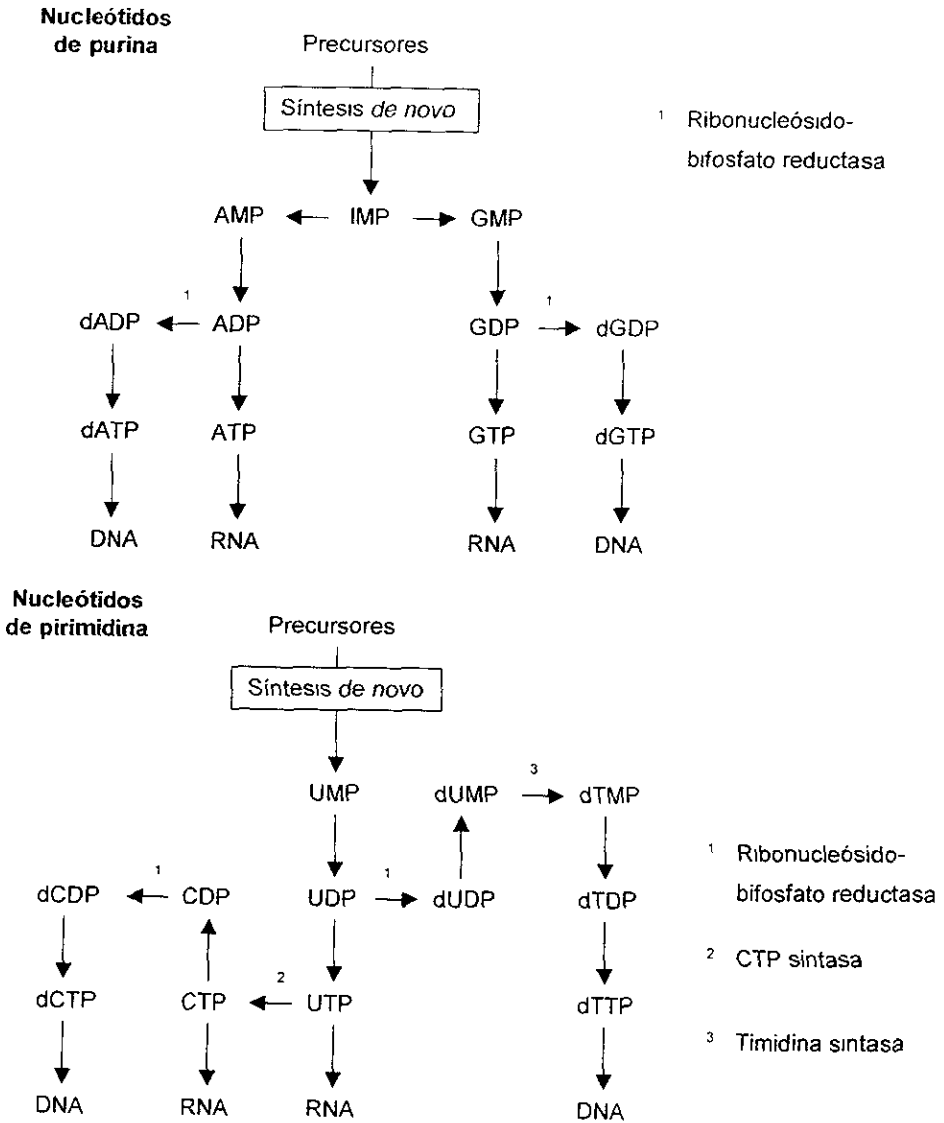 Nucleótidos
de purina
Precursores
Síntesis de novo
1 Ribonucleósido-
bifosfato reductasa
AMP IMP GMP
1 1
dADP ADP GDP dGDP
dATP ATP GTP dGTP
DNA RNA RNA DNA
Nucleótidos
de pirimidina
Precursores
Síntesis de novo
3
UMP dUMP dTMP
1 1
dCDP CDP UDP dUDP dTDP
1 Ribonucleósido-
bifosfato reductasa
2
dCTP CTP UTP dTTP
2 CTP sintasa
3 Timidina sintasa
DNA RNA RNA DNA